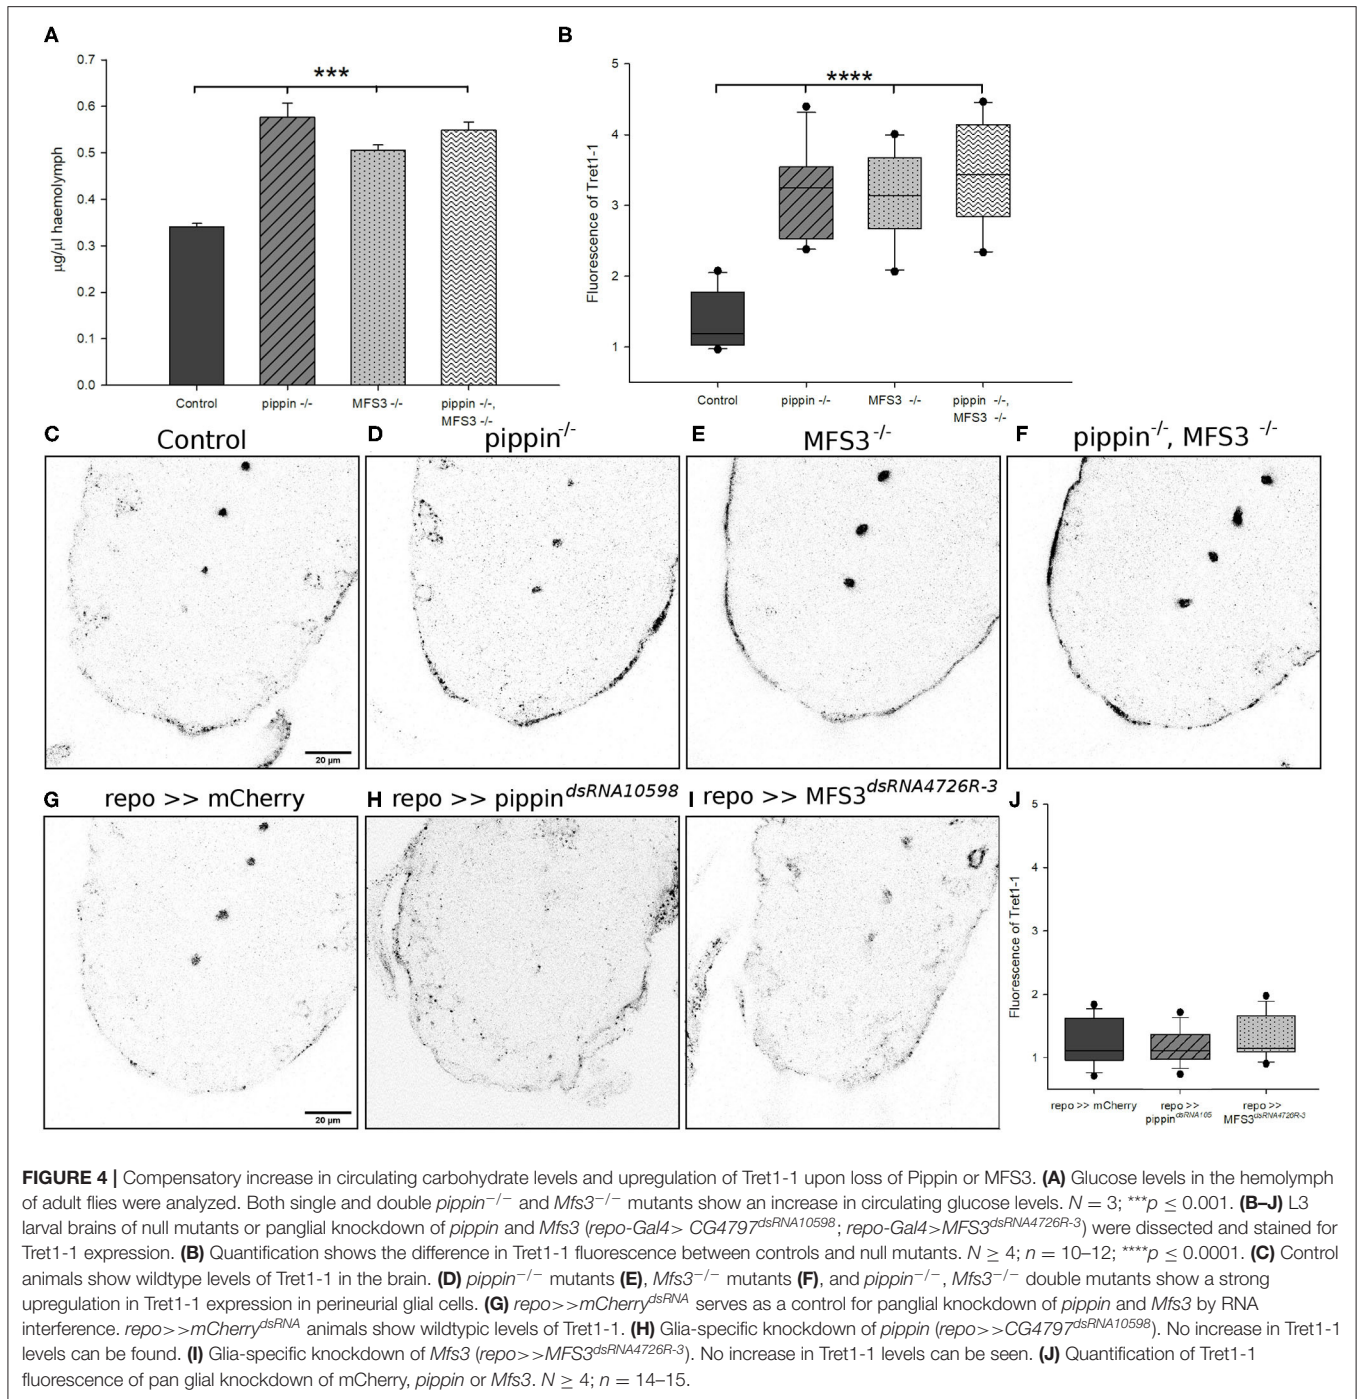 A
B
0.7
0.6
0.5
0.4
0.3
0.2
0.1
0.0
µg/µl haemolymph
***
Control
pippin -/-
MFS3 -/-
pippin -/-,
MFS3 -/-
5
4
3
2
1
Fluorescence of Tret1-1
****
Control
pippin -/-
MFS3 -/-
pippin -/-,
MFS3 -/-
C Control
D pippin-/-
E MFS3 -/-
F pippin-/-, MFS3 -/-
20 µm
G repo >> mCherry
H repo >> pippin dsRNA10598
I repo >> MFS3 dsRNA4726R-3
J
20 µm
5
4
3
2
1
Fluorescence of Tret1-1
repo >> mCherry
repo >>
pippin dsRNA105
repo >>
MFS3 dsRNA4726R-3
FIGURE 4 | Compensatory increase in circulating carbohydrate levels and upregulation of Tret1-1 upon loss of Pippin or MFS3. (A) Glucose levels in the hemolymph
of adult flies were analyzed. Both single and double pippin−/− and Mfs3−/− mutants show an increase in circulating glucose levels. N = 3; ***p ≤ 0.001. (B–J) L3
larval brains of null mutants or panglial knockdown of pippin and Mfs3 (repo-Gal4> CG4797dsRNA10598; repo-Gal4>MFS3dsRNA4726R-3) were dissected and stained for
Tret1-1 expression. (B) Quantification shows the difference in Tret1-1 fluorescence between controls and null mutants. N ≥ 4; n = 10–12; ****p ≤ 0.0001. (C) Control
animals show wildtype levels of Tret1-1 in the brain. (D) pippin−/− mutants (E), Mfs3−/− mutants (F), and pippin−/−, Mfs3−/− double mutants show a strong
upregulation in Tret1-1 expression in perineurial glial cells. (G) repo>>mCherrydsRNA serves as a control for panglial knockdown of pippin and Mfs3 by RNA
interference. repo>>mCherrydsRNA animals show wildtypic levels of Tret1-1. (H) Glia-specific knockdown of pippin (repo>>CG4797dsRNA10598). No increase in Tret1-1
levels can be found. (I) Glia-specific knockdown of Mfs3 (repo>>MFS3dsRNA4726R-3). No increase in Tret1-1 levels can be seen. (J) Quantification of Tret1-1
fluorescence of pan glial knockdown of mCherry, pippin or Mfs3. N ≥ 4; n = 14–15.